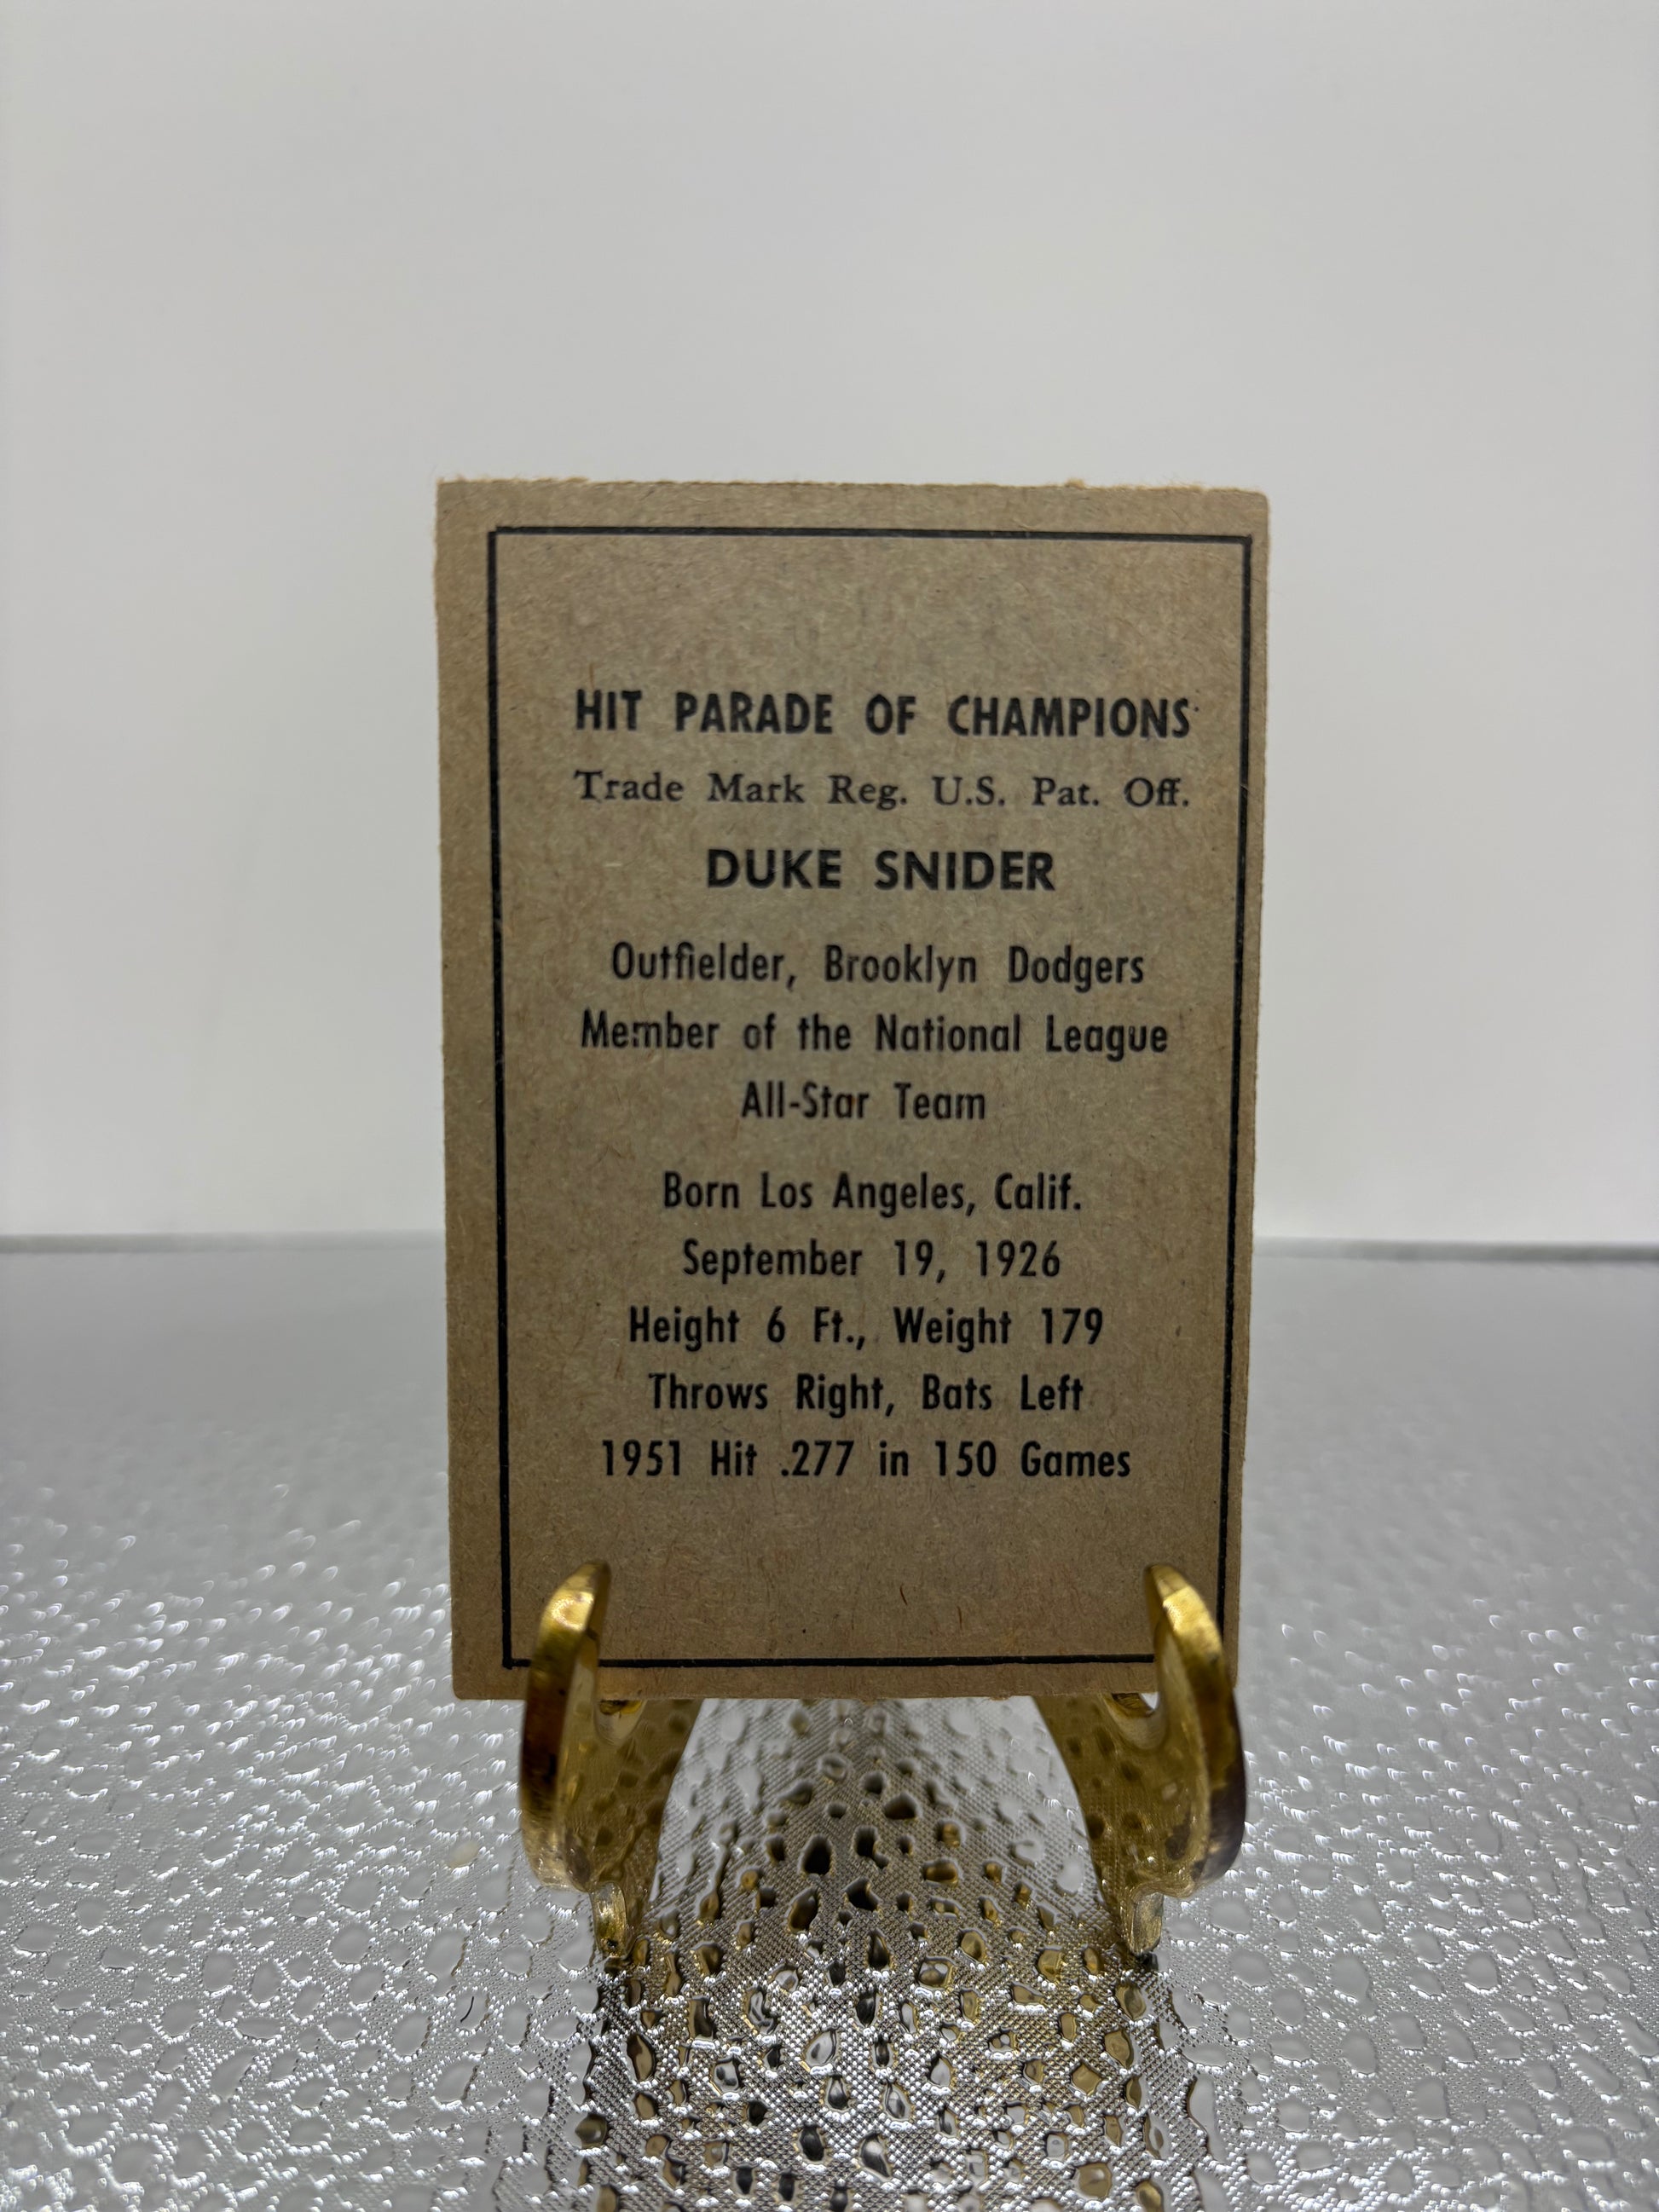 HIT PARADE OF CHAMPIONS
Trade Mark Reg. U.S. Pat. Off.
DUKE SNIDER
Outfielder, Brooklyn Dodgers
Member of the National League
All-Star Team
Born Los Angeles, Calif.
September 19, 1926
Height 6 Ft., Weight 179
Throws Right, Bats Left
1951 Hit .277 in 150 Games